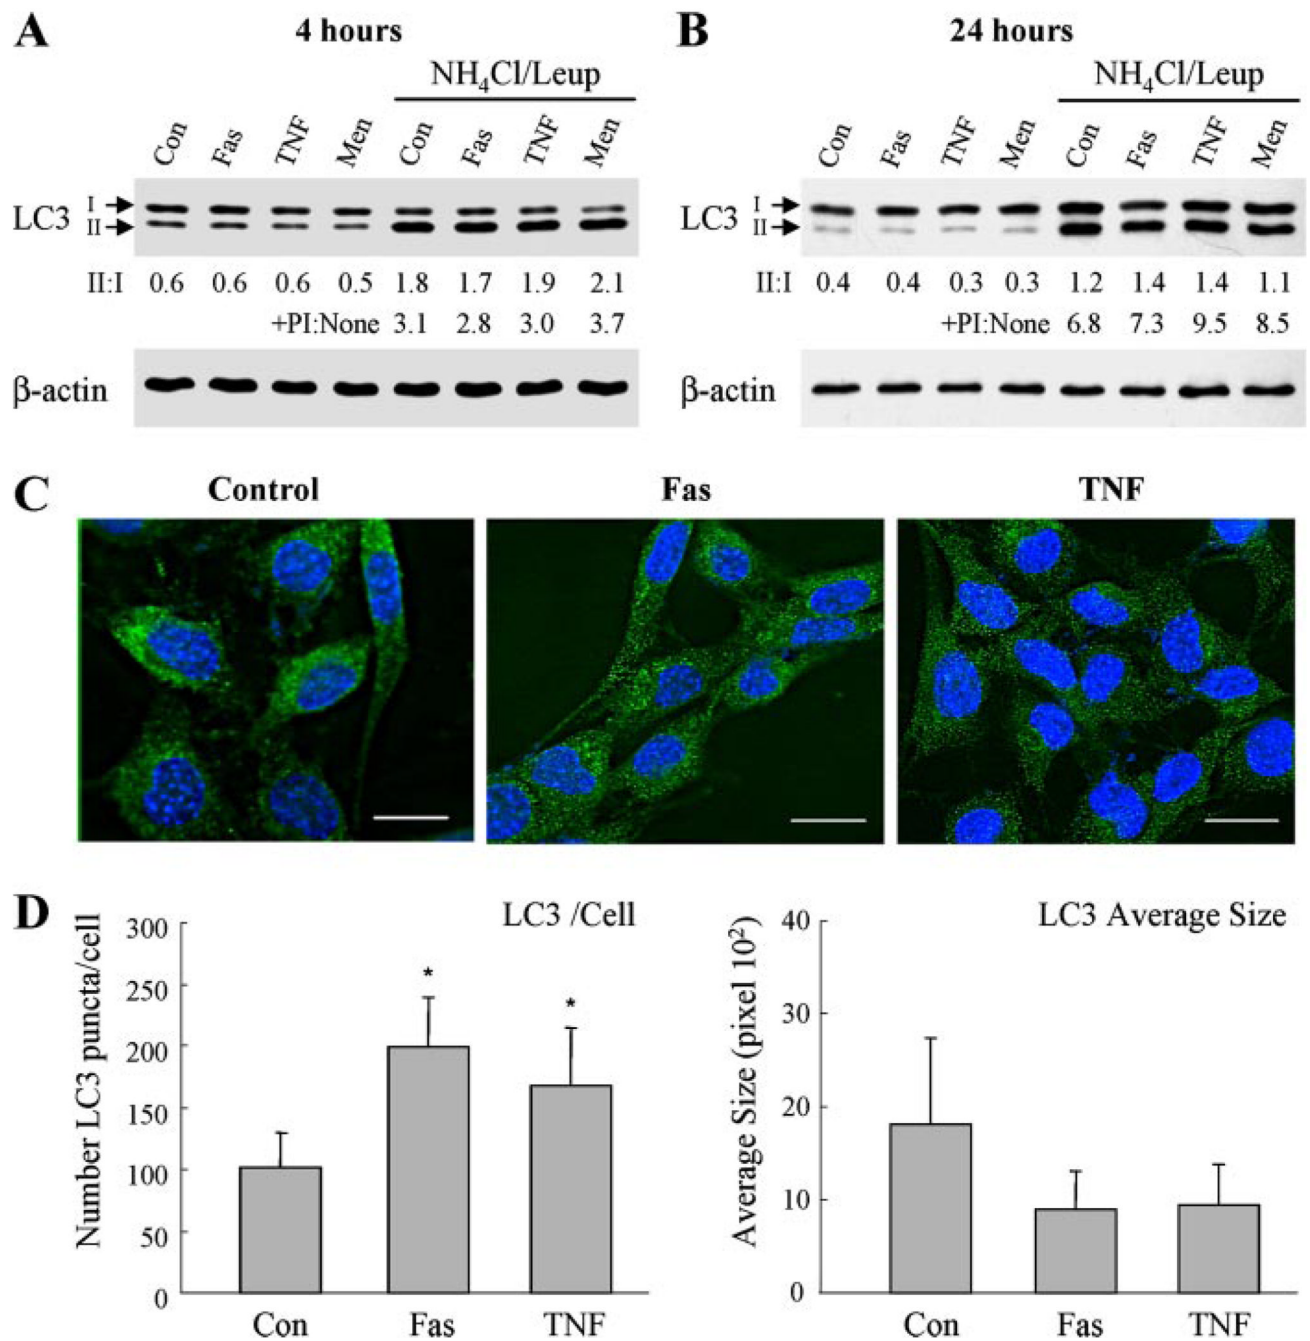 A
4 hours
NH₄Cl/Leup
Con Fas TNF Men Con Fas TNF Men
LC3
I
II
II:I 0.6 0.6 0.6 0.5 1.8 1.7 1.9 2.1
+PI:None 3.1 2.8 3.0 3.7
β-actin
B
24 hours
NH₄Cl/Leup
Con Fas TNF Men Con Fas TNF Men
LC3
I
II
II:I 0.4 0.4 0.3 0.3 1.2 1.4 1.4 1.1
+PI:None 6.8 7.3 9.5 8.5
β-actin
C
Control Fas TNF
D
LC3 /Cell
Number LC3 puncta/cell
300
250
200
150
100
50
0
* *
Con Fas TNF
LC3 Average Size
Average Size (pixel 10²)
40
30
20
10
0
Con Fas TNF